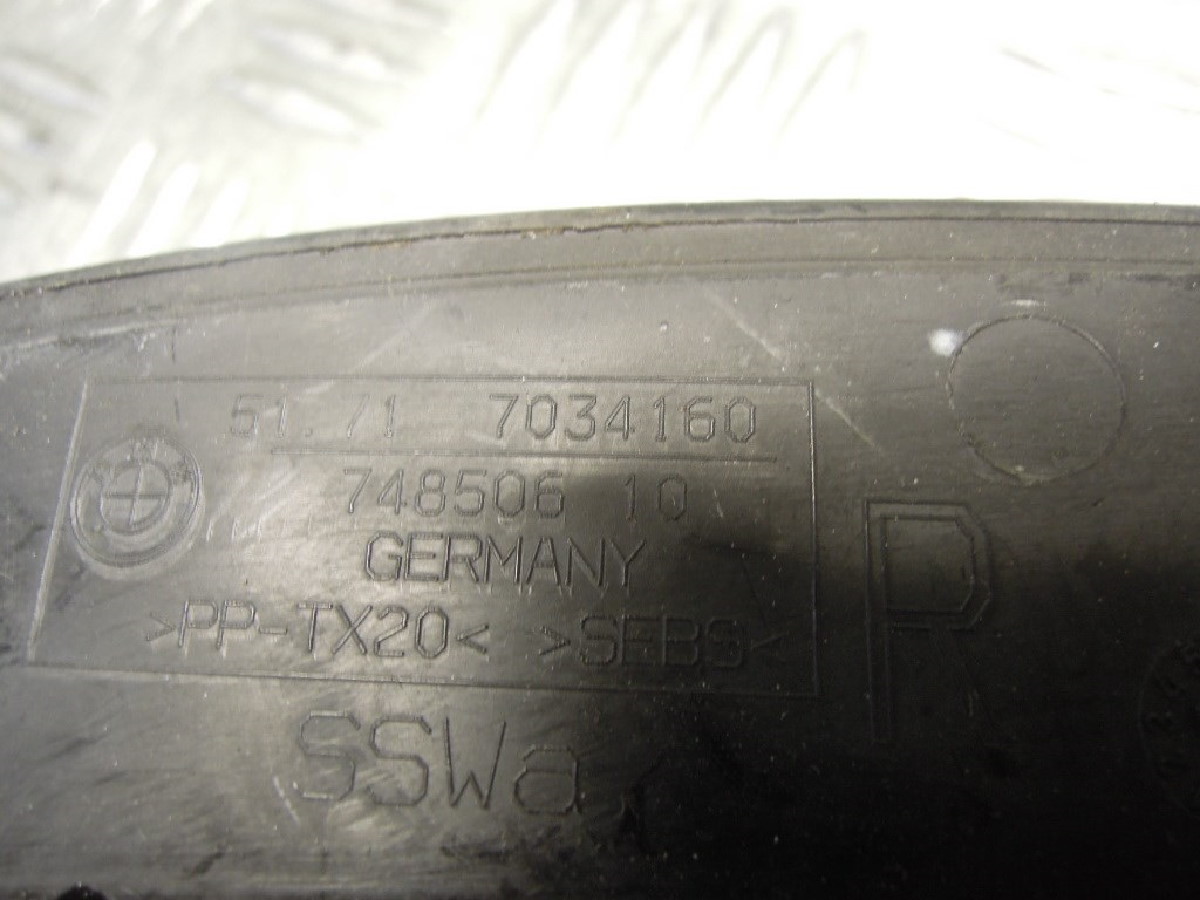 51.71 7034160
748506 10
GERMANY
>PP-TX20< >SEBS<
R
SSWa